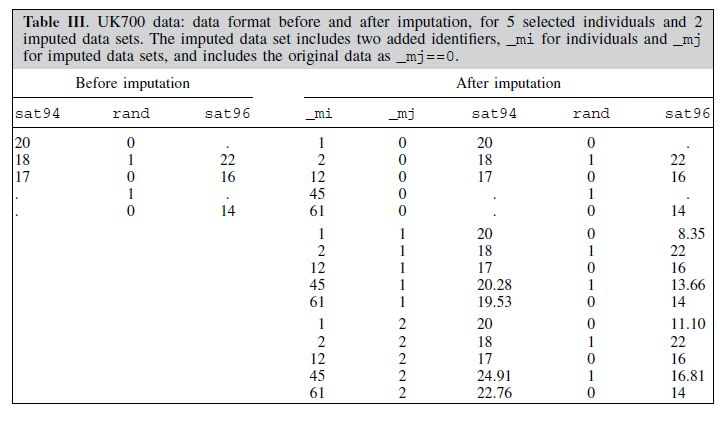 Table III. UK700 data: data format before and after imputation, for 5 selected individuals and 2
imputed data sets. The imputed data set includes two added identifiers, _mi for individuals and _mj
for imputed data sets, and includes the original data as _mj==0.
Before imputation After imputation
sat94 rand sat96 _mi _mj sat94 rand sat96
20 0 . 1 0 20 0 .
18 1 22 2 0 18 1 22
17 0 16 12 0 17 0 16
. 1 . 45 0 . 1 .
. 0 14 61 0 . 0 14
1 1 20 0 8.35
2 1 18 1 22
12 1 17 0 16
45 1 20.28 1 13.66
61 1 19.53 0 14
1 2 20 0 11.10
2 2 18 1 22
12 2 17 0 16
45 2 24.91 1 16.81
61 2 22.76 0 14